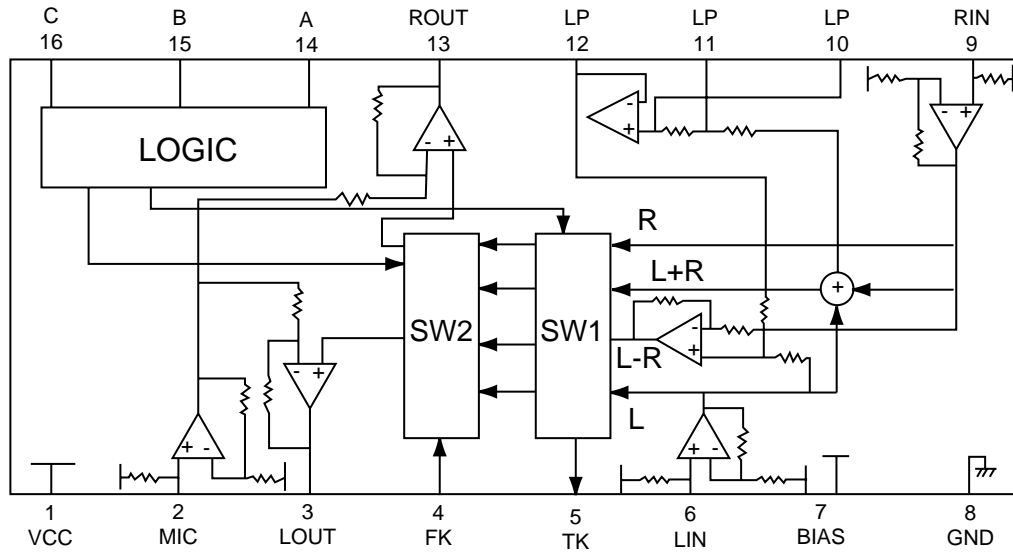 C B A ROUT LP LP LP RIN
16 15 14 13 12 11 10 9
- +
- +
- +
LOGIC
R
L+R
+
SW2 SW1
- +
L-R
- +
L
+ -
+ -
1 2 3 4 5 6 7 8
VCC MIC LOUT FK TK LIN BIAS GND